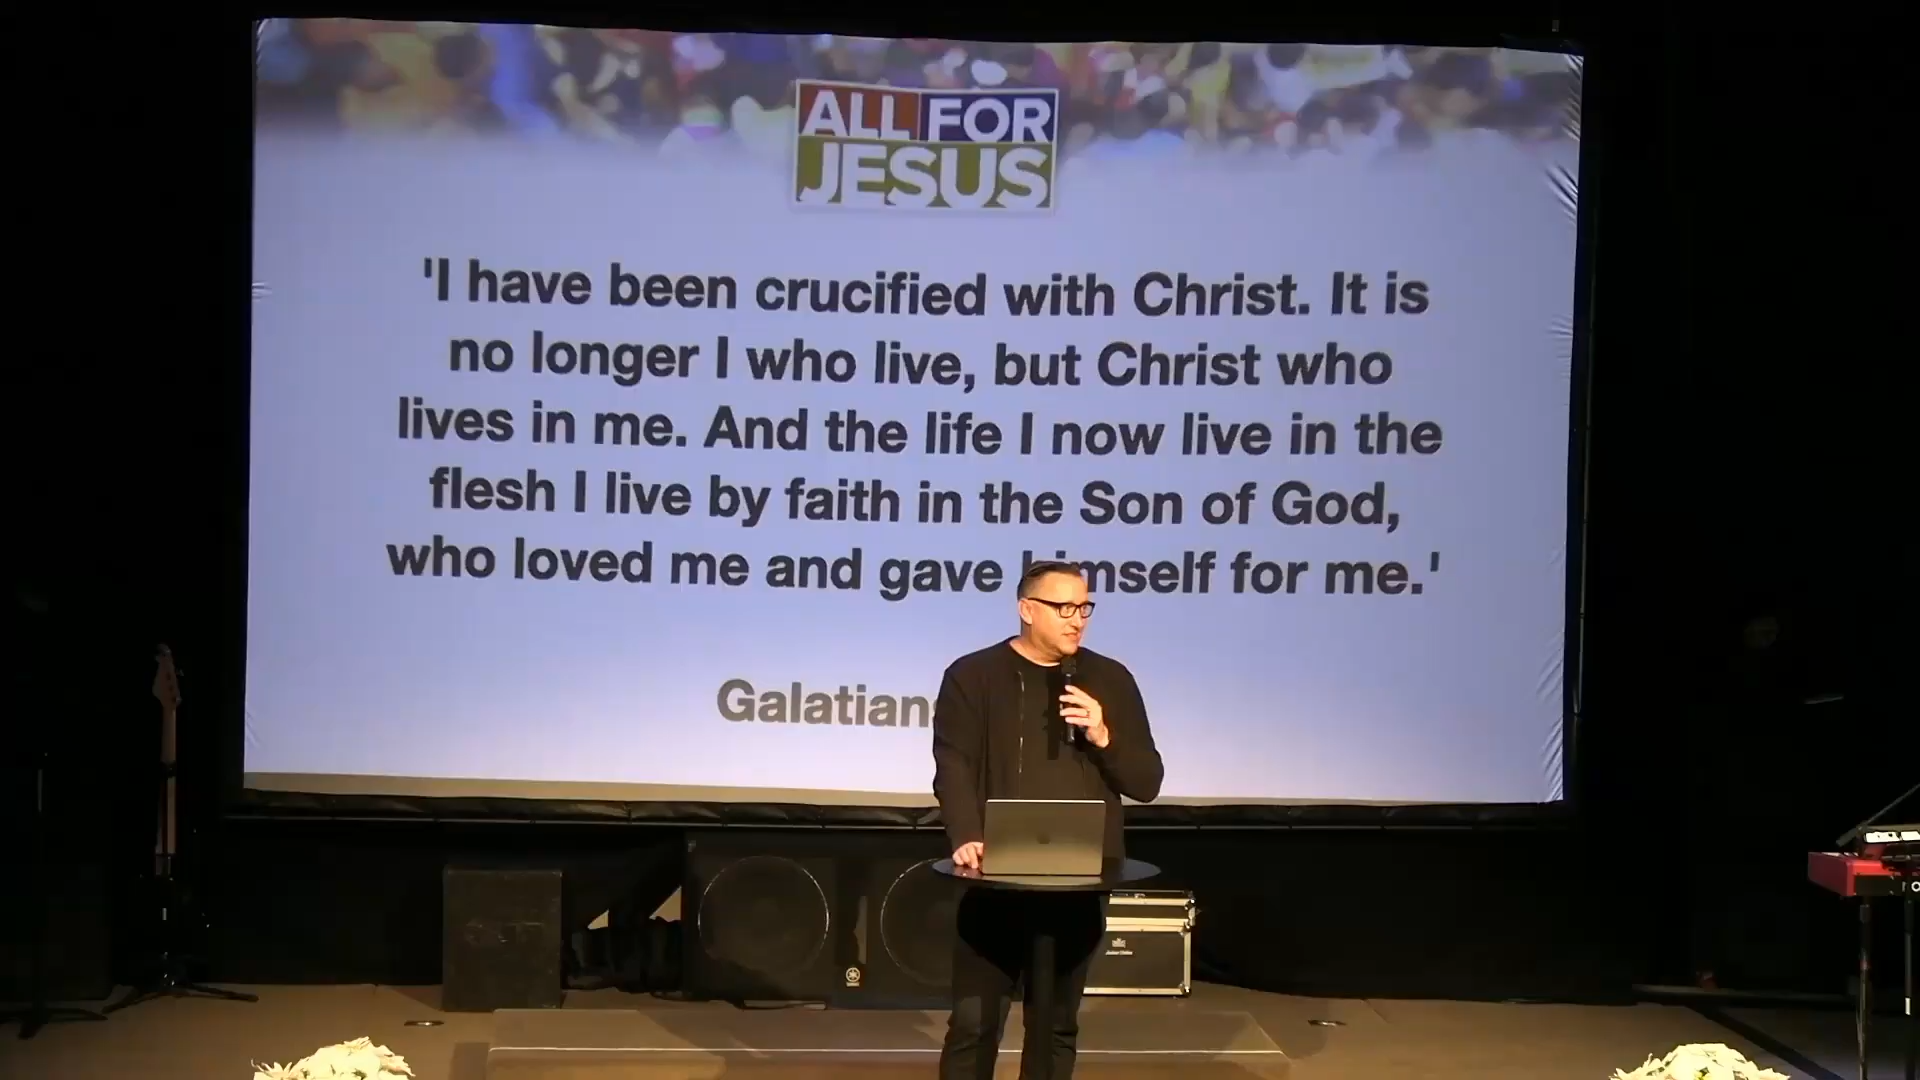 ALL FOR
JESUS
'I have been crucified with Christ. It is
no longer I who live, but Christ who
lives in me. And the life I now live in the
flesh I live by faith in the Son of God,
who loved me and gave himself for me.'
Galatians